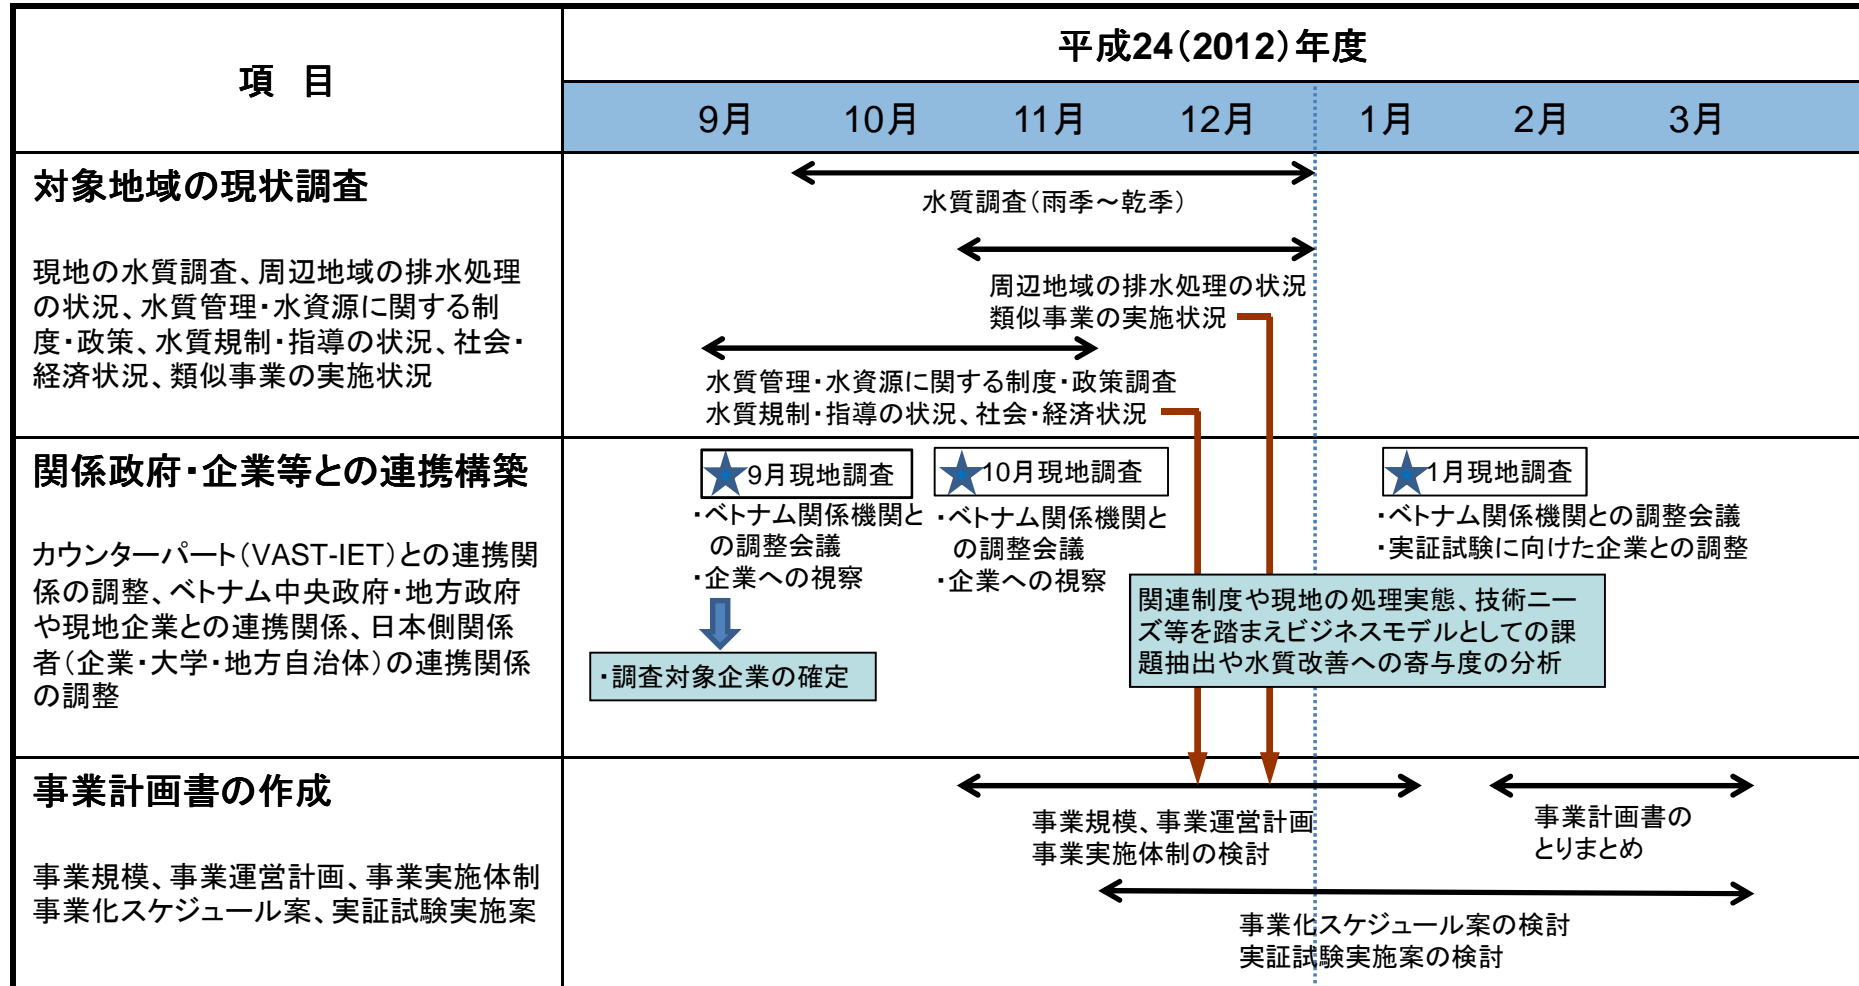 項 目
平成24(2012)年度
9月 10月 11月 12月 1月 2月 3月
対象地域の現状調査
現地の水質調査、周辺地域の排水処理
の状況、水質管理・水資源に関する制
度・政策、水質規制・指導の状況、社会・
経済状況、類似事業の実施状況
水質調査(雨季～乾季)
周辺地域の排水処理の状況
類似事業の実施状況
水質管理・水資源に関する制度・政策調査
水質規制・指導の状況、社会・経済状況
関係政府・企業等との連携構築
カウンターパート(VAST-IET)との連携関
係の調整、ベトナム中央政府・地方政府
や現地企業との連携関係、日本側関係
者(企業・大学・地方自治体)の連携関係
の調整
9月現地調査
・ベトナム関係機関と
の調整会議
・企業への視察
・調査対象企業の確定
10月現地調査
・ベトナム関係機関と
の調整会議
・企業への視察
1月現地調査
・ベトナム関係機関との調整会議
・実証試験に向けた企業との調整
関連制度や現地の処理実態、技術ニー
ズ等を踏まえビジネスモデルとしての課
題抽出や水質改善への寄与度の分析
事業計画書の作成
事業規模、事業運営計画、事業実施体制
事業化スケジュール案、実証試験実施案
事業規模、事業運営計画
事業実施体制の検討
事業計画書の
とりまとめ
事業化スケジュール案の検討
実証試験実施案の検討